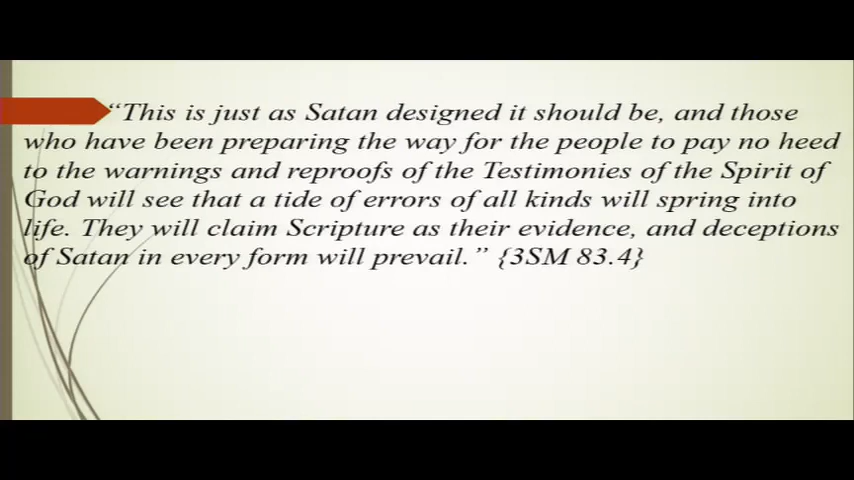 “This is just as Satan designed it should be, and those
who have been preparing the way for the people to pay no heed
to the warnings and reproofs of the Testimonies of the Spirit of
God will see that a tide of errors of all kinds will spring into
life. They will claim Scripture as their evidence, and deceptions
of Satan in every form will prevail.” {3SM 83.4}